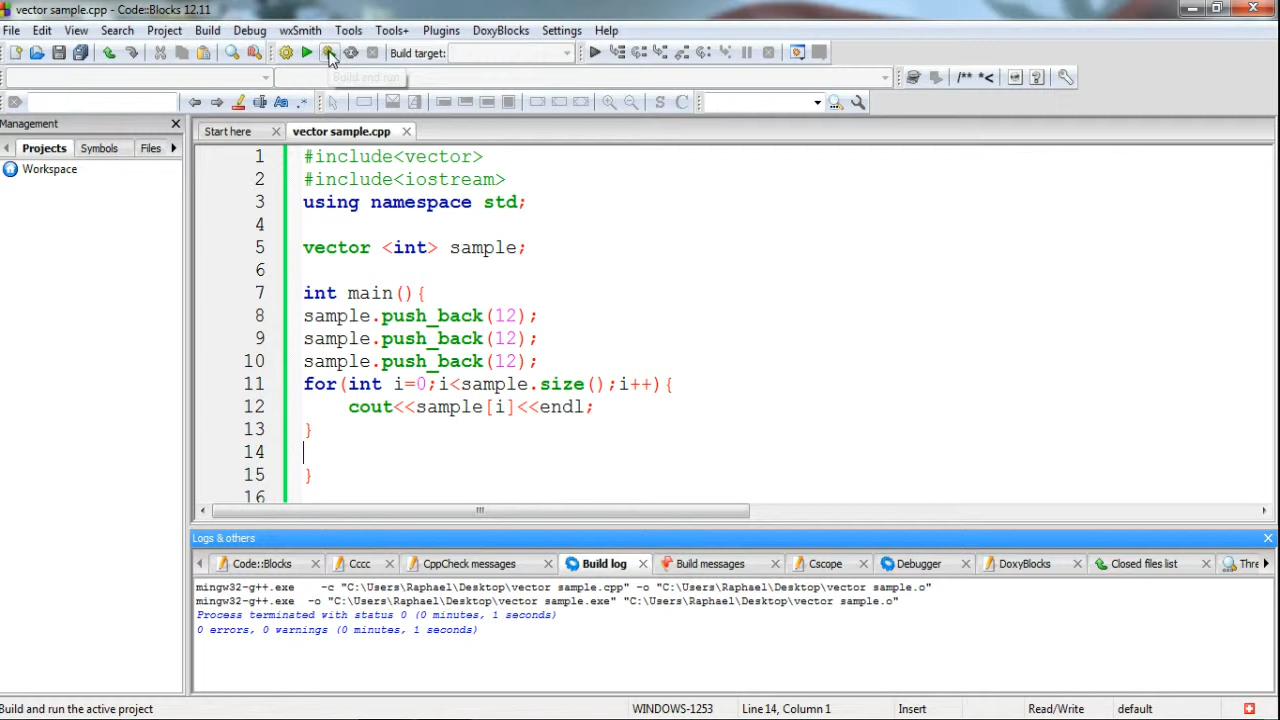 vector sample.cpp - Code::Blocks 12.11
File Edit View Search Project Build Debug wxSmith Tools Tools+ Plugins DoxyBlocks Settings Help
Build target:
Build and run
/** *<
S C
Management
Projects Symbols Files
Workspace
Start here vector sample.cpp
1 #include<vector>
2 #include<iostream>
3 using namespace std;
4
5 vector <int> sample;
6
7 int main(){
8 sample.push_back(12);
9 sample.push_back(12);
10 sample.push_back(12);
11 for(int i=0;i<sample.size();i++){
12 cout<<sample[i]<<endl;
13 }
14
15 }
16
Logs & others
Code::Blocks Cccc CppCheck messages Build log Build messages Cscope Debugger DoxyBlocks Closed files list Thre
mingw32-g++.exe -c "C:\Users\Raphael\Desktop\vector sample.cpp" -o "C:\Users\Raphael\Desktop\vector sample.o"
mingw32-g++.exe -o "C:\Users\Raphael\Desktop\vector sample.exe" "C:\Users\Raphael\Desktop\vector sample.o"
Process terminated with status 0 (0 minutes, 1 seconds)
0 errors, 0 warnings (0 minutes, 1 seconds)
Build and run the active project WINDOWS-1253 Line 14, Column 1 Insert Read/Write default